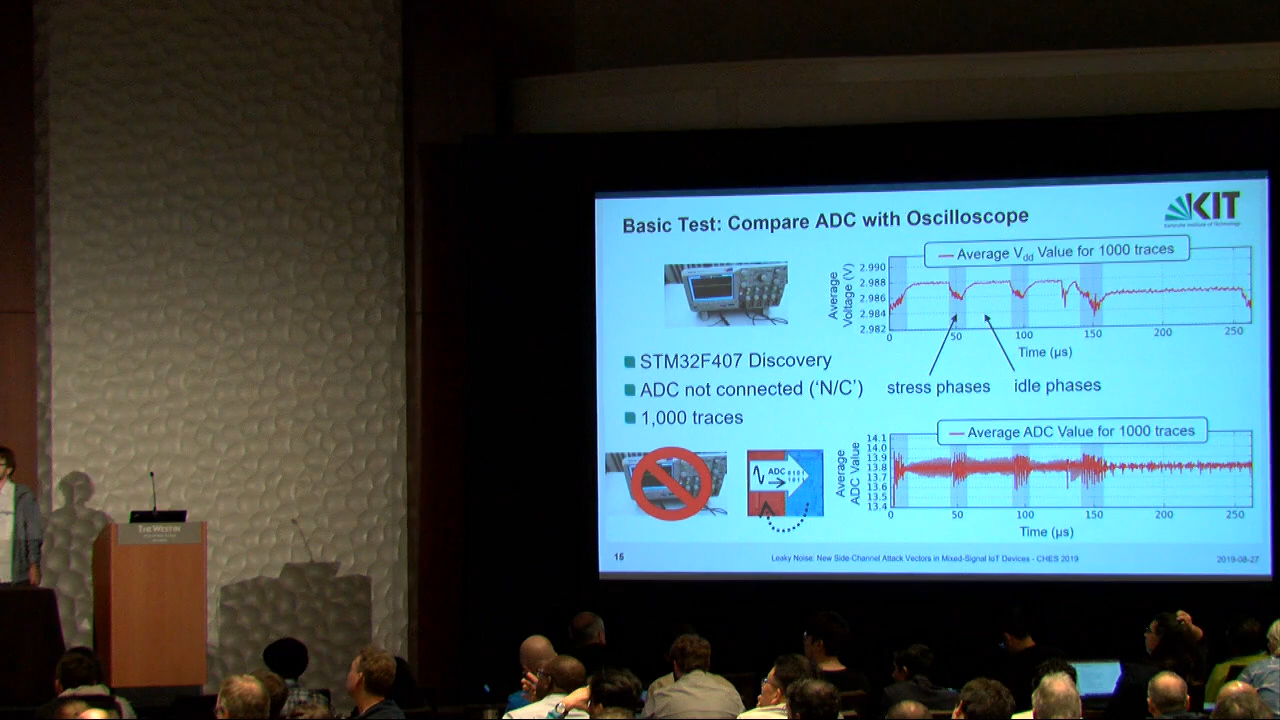 Basic Test: Compare ADC with Oscilloscope
KIT
Karlsruhe Institute of Technology
Average Vdd Value for 1000 traces
Average
Voltage (V)
2.990
2.988
2.986
2.984
2.982
0 50 100 150 200 250
Time (µs)
STM32F407 Discovery
ADC not connected (‘N/C’)
1,000 traces
stress phases
idle phases
Average ADC Value for 1000 traces
Average
ADC Value
14.1
14.0
13.9
13.8
13.7
13.6
13.5
13.4
0 50 100 150 200 250
Time (µs)
ADC
0101
1011
15
Leaky Noise: New Side-Channel Attack Vectors in Mixed-Signal IoT Devices - CHES 2019
2019-08-27
THE WESTIN